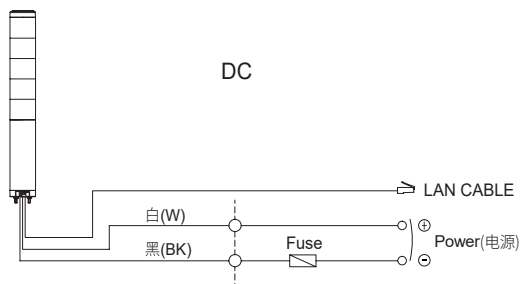 DC
LAN CABLE
白(W)
⊕
Fuse
Power(电源)
黑(BK)
⊖